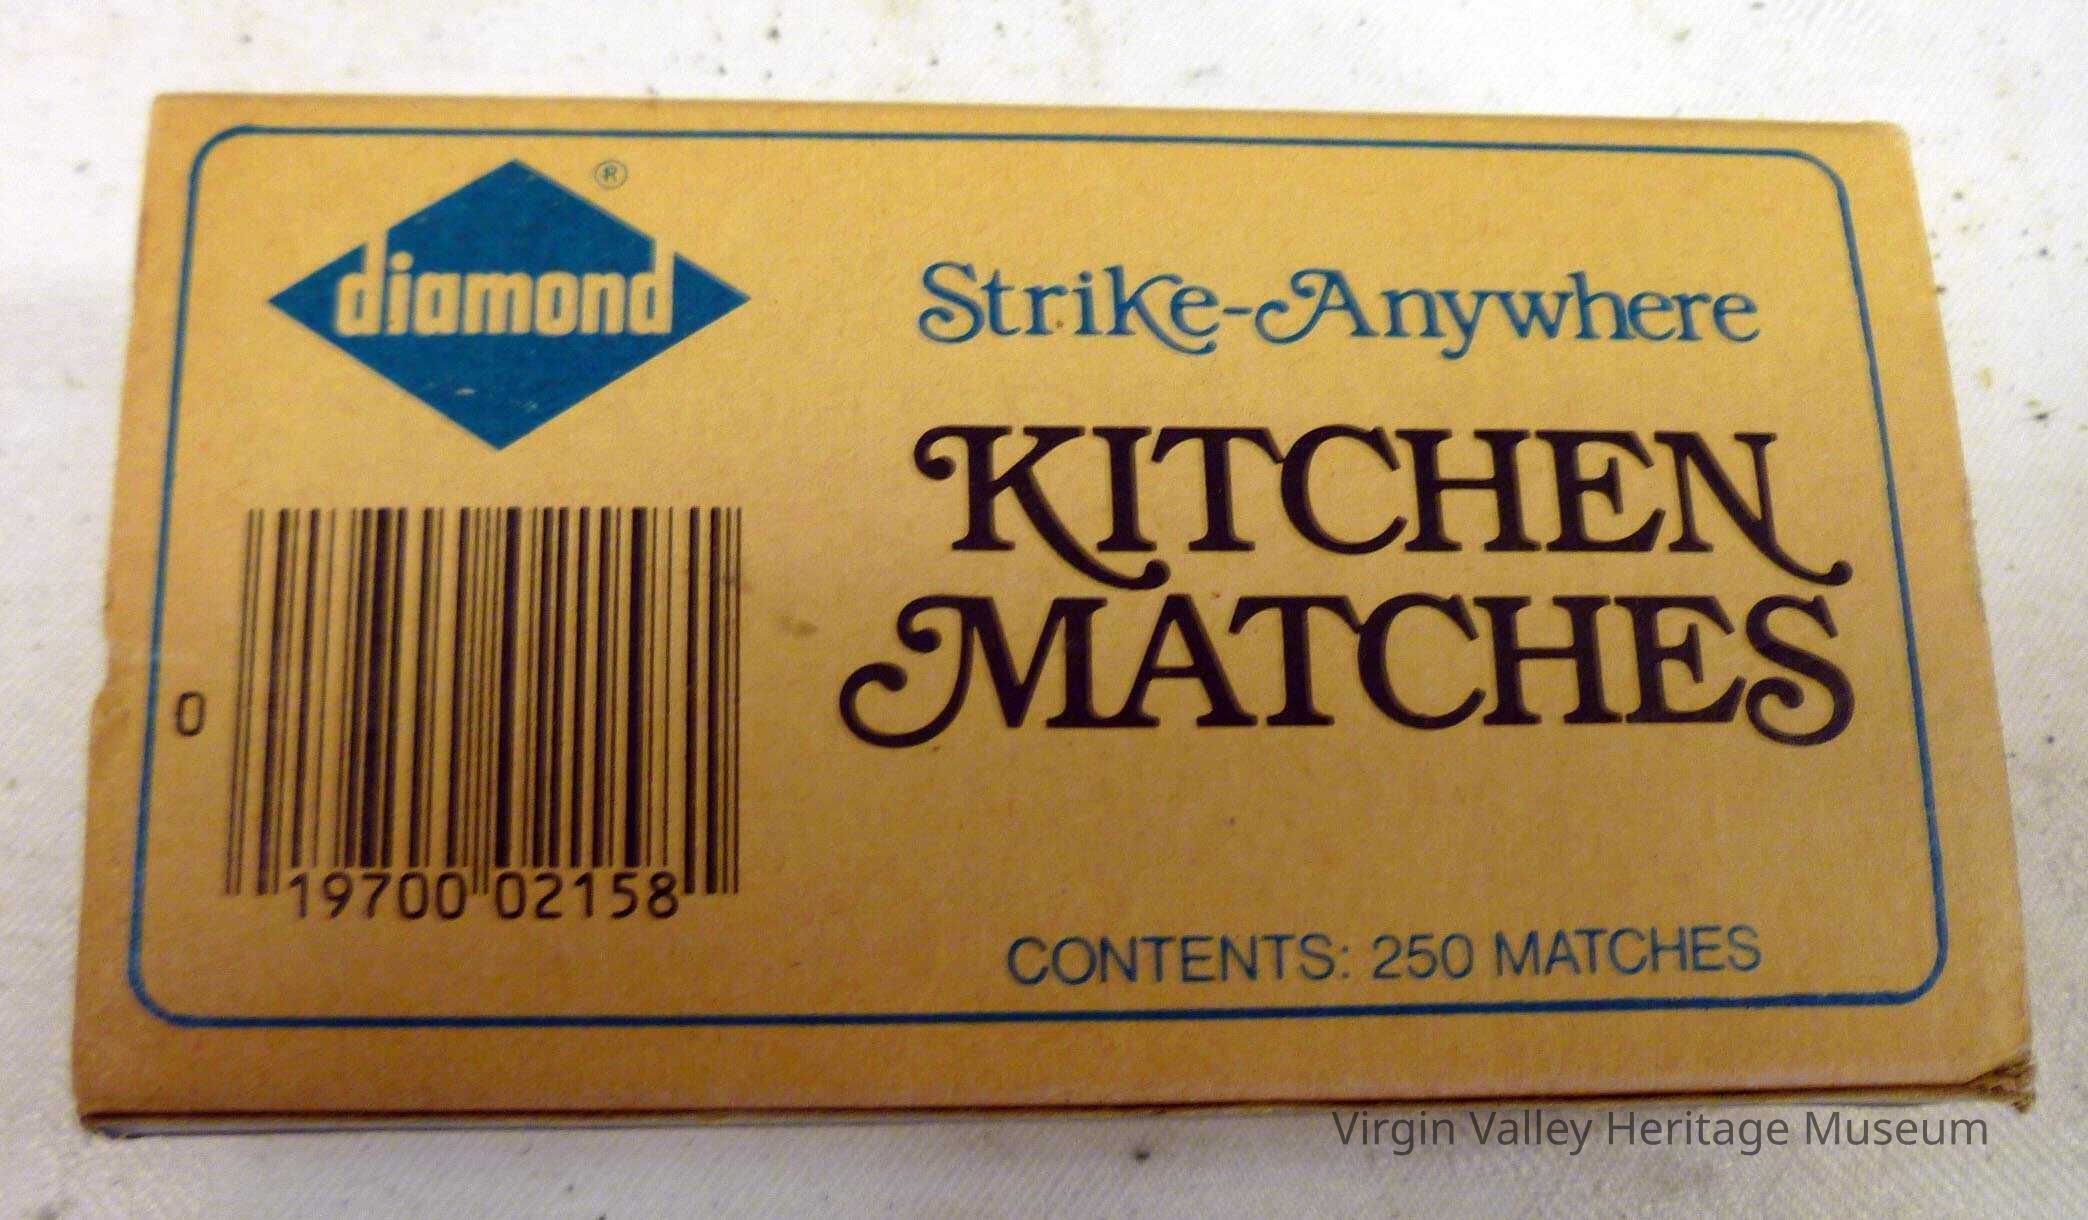 diamond ®
Strike-Anywhere
KITCHEN
MATCHES
0 19700 02158
CONTENTS: 250 MATCHES
Virgin Valley Heritage Museum